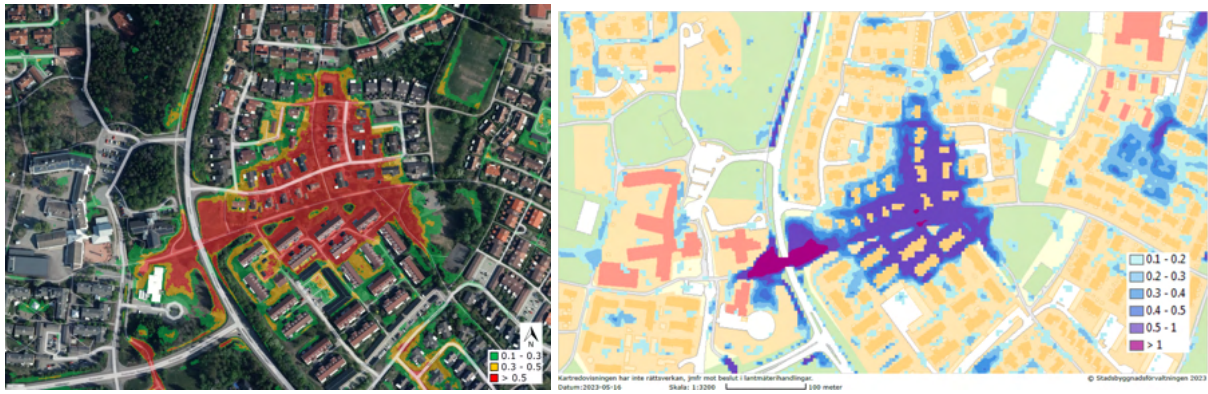 N
0.1 - 0.3
0.3 - 0.5
> 0.5
0.1 - 0.2
0.2 - 0.3
0.3 - 0.4
0.4 - 0.5
0.5 - 1
> 1
Kartredovisningen har inte rättsverkan, jmfr mot beslut i lantmäterihandlingar.
© Stadsbyggnadsförvaltningen 2023
Datum:2023-05-16 Skala: 1:3200 100 meter